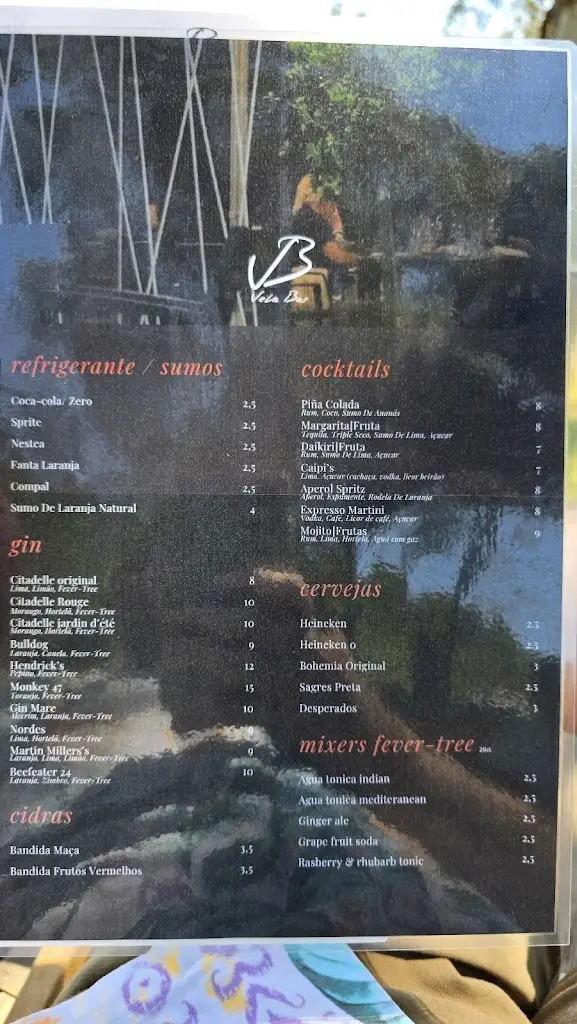 VB
Vela Bar
refrigerante / sumos
Coca-cola/ Zero 2,5
Sprite 2,5
Nestea 2,5
Fanta Laranja 2,5
Compal 2,5
Sumo De Laranja Natural 4
gin
Citadelle original 8
Lima, Limão, Fever-Tree
Citadelle Rouge 10
Morango, Hortelã, Fever-Tree
Citadelle jardin d'été 10
Morango, Hortelã, Fever-Tree
Bulldog 9
Laranja, Canela, Fever-Tree
Hendrick's 12
Pepino, Fever-Tree
Monkey 47 15
Toranja, Fever-Tree
Gin Mare 10
Alecrim, Laranja, Fever-Tree
Nordes 9
Lima, Hortelã, Fever-Tree
Martin Millers's 9
Laranja, Lima, Limão, Fever-Tree
Beefeater 24 10
Laranja, Zimbro, Fever-Tree
cidras
Bandida Maça 3,5
Bandida Frutos Vermelhos 3,5
cocktails
Piña Colada 8
Rum, Coco, Sumo De Ananás
Margarita|Fruta 8
Tequila, Triple Seco, Sumo De Lima, Açucar
Daikiri|Fruta 7
Rum, Sumo De Lima, Açucar
Caipi's 7
Lima, Açucar (cachaça, vodka, licor beirão)
Aperol Spritz 8
Aperol, Espumante, Rodela De Laranja
Expresso Martini 8
Vodka, Café, Licor de café, Açucar
Mojito|Frutas 9
Rum, Lima, Hortelã, Agua com gaz
cervejas
Heineken 2,5
Heineken 0 2,5
Bohemia Original 3
Sagres Preta 2,5
Desperados 3
mixers fever-tree 20cl
Agua tonica indian 2,5
Agua tonica mediteranean 2,5
Ginger ale 2,5
Grape fruit soda 2,5
Rasberry & rhubarb tonic 2,5